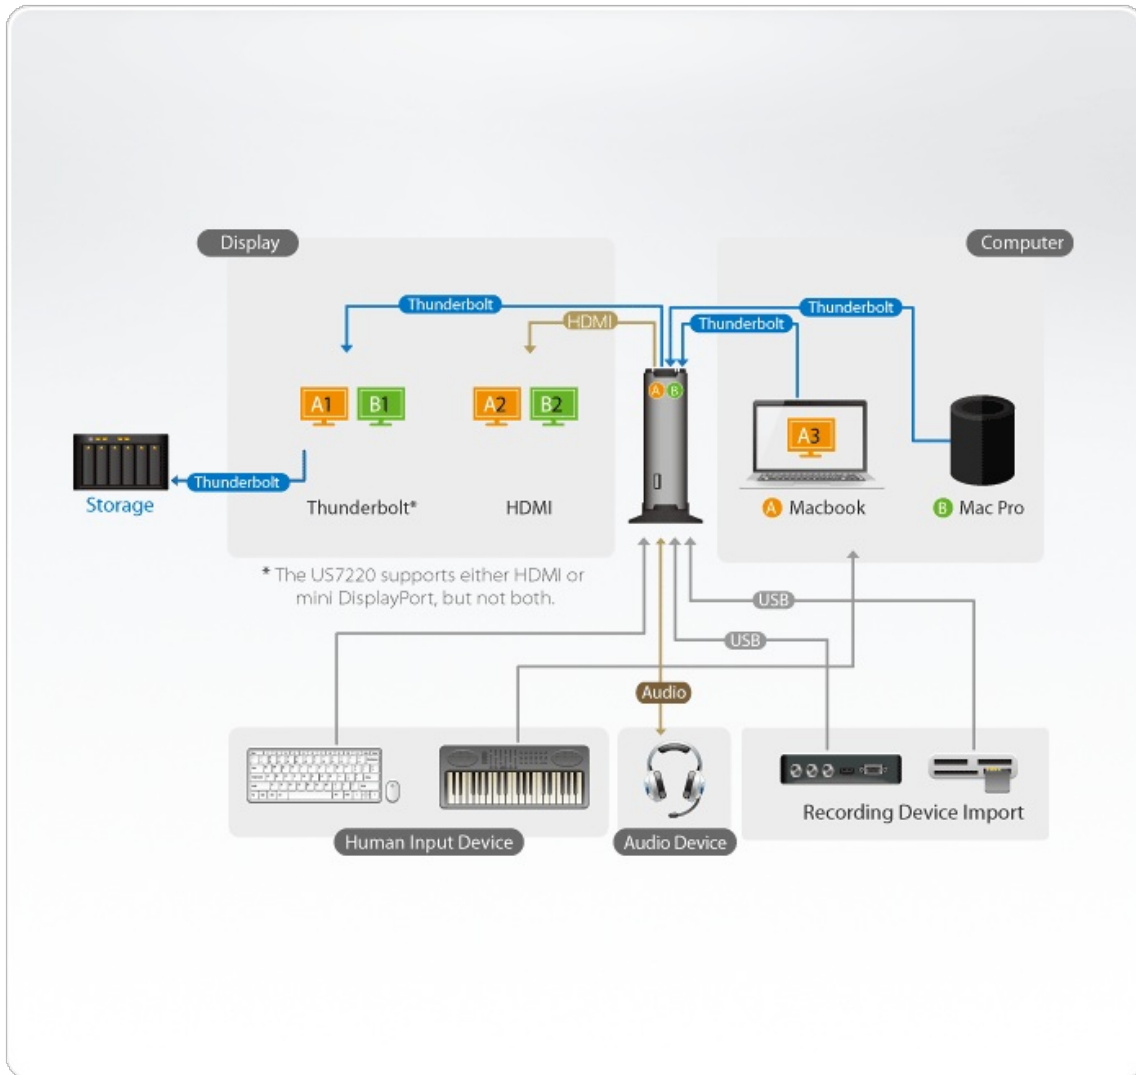 Display
Computer
Thunderbolt
Thunderbolt
HDMI
Thunderbolt
A1
B1
A2
B2
A
B
A3
Thunderbolt
Storage
Thunderbolt*
HDMI
A Macbook
B Mac Pro
* The US7220 supports either HDMI or
mini DisplayPort, but not both.
USB
USB
Audio
Recording Device Import
Human Input Device
Audio Device